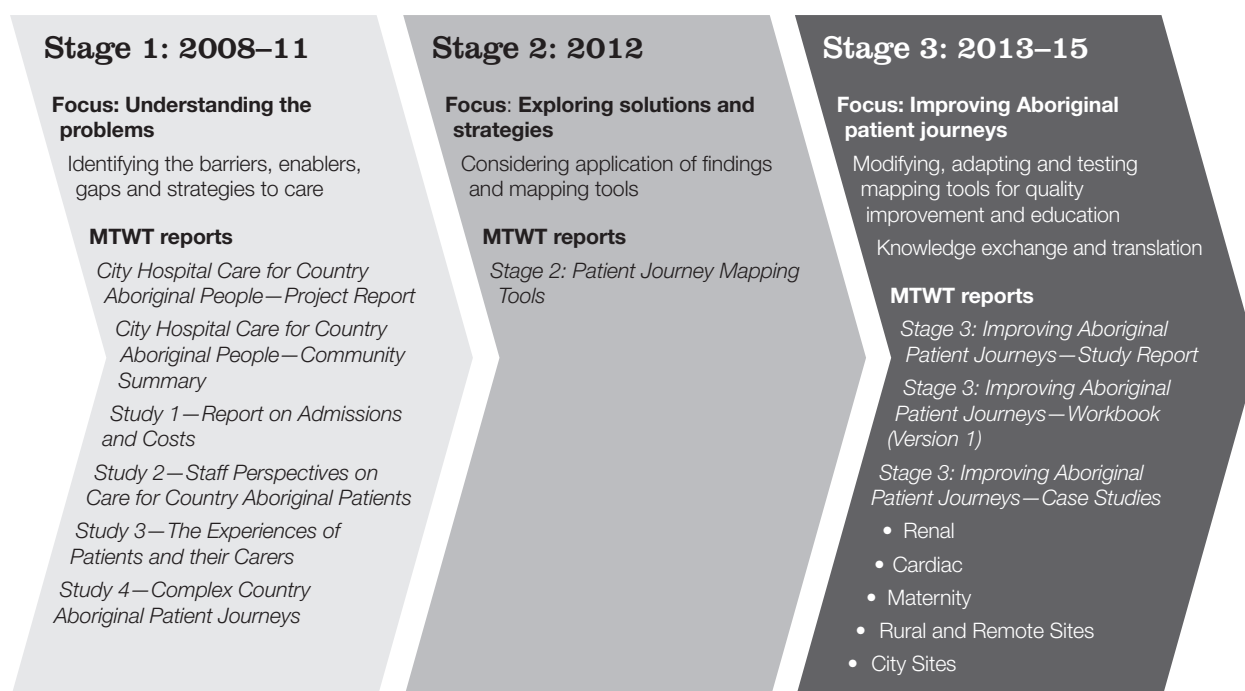 Stage 1: 2008–11
Focus: Understanding the
problems
Identifying the barriers, enablers,
gaps and strategies to care
MTWT reports
City Hospital Care for Country
Aboriginal People—Project Report
City Hospital Care for Country
Aboriginal People—Community
Summary
Study 1—Report on Admissions
and Costs
Study 2—Staff Perspectives on
Care for Country Aboriginal Patients
Study 3—The Experiences of
Patients and their Carers
Study 4—Complex Country
Aboriginal Patient Journeys
Stage 2: 2012
Focus: Exploring solutions and
strategies
Considering application of findings
and mapping tools
MTWT reports
Stage 2: Patient Journey Mapping
Tools
Stage 3: 2013–15
Focus: Improving Aboriginal
patient journeys
Modifying, adapting and testing
mapping tools for quality
improvement and education
Knowledge exchange and translation
MTWT reports
Stage 3: Improving Aboriginal
Patient Journeys—Study Report
Stage 3: Improving Aboriginal
Patient Journeys—Workbook
(Version 1)
Stage 3: Improving Aboriginal
Patient Journeys—Case Studies
• Renal
• Cardiac
• Maternity
• Rural and Remote Sites
• City Sites